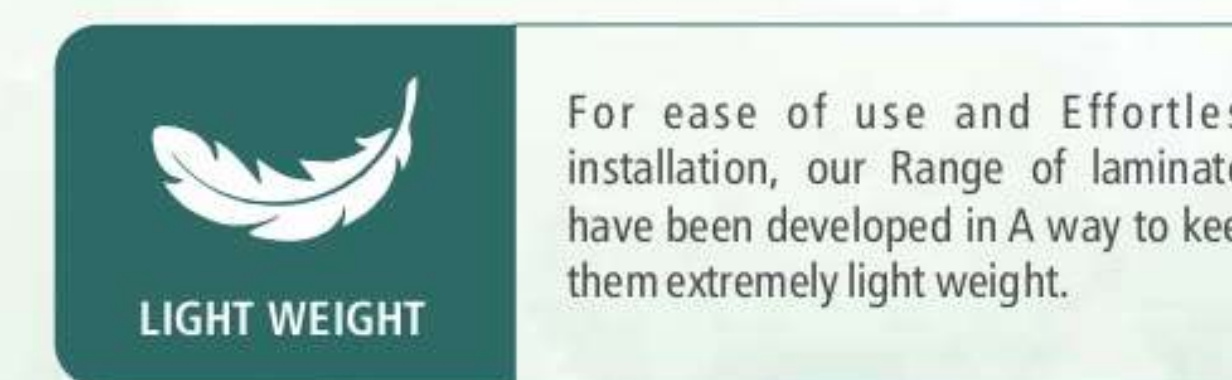 LIGHT WEIGHT
For ease of use and Effortles
installation, our Range of laminate
have been developed in A way to kee
them extremely light weight.